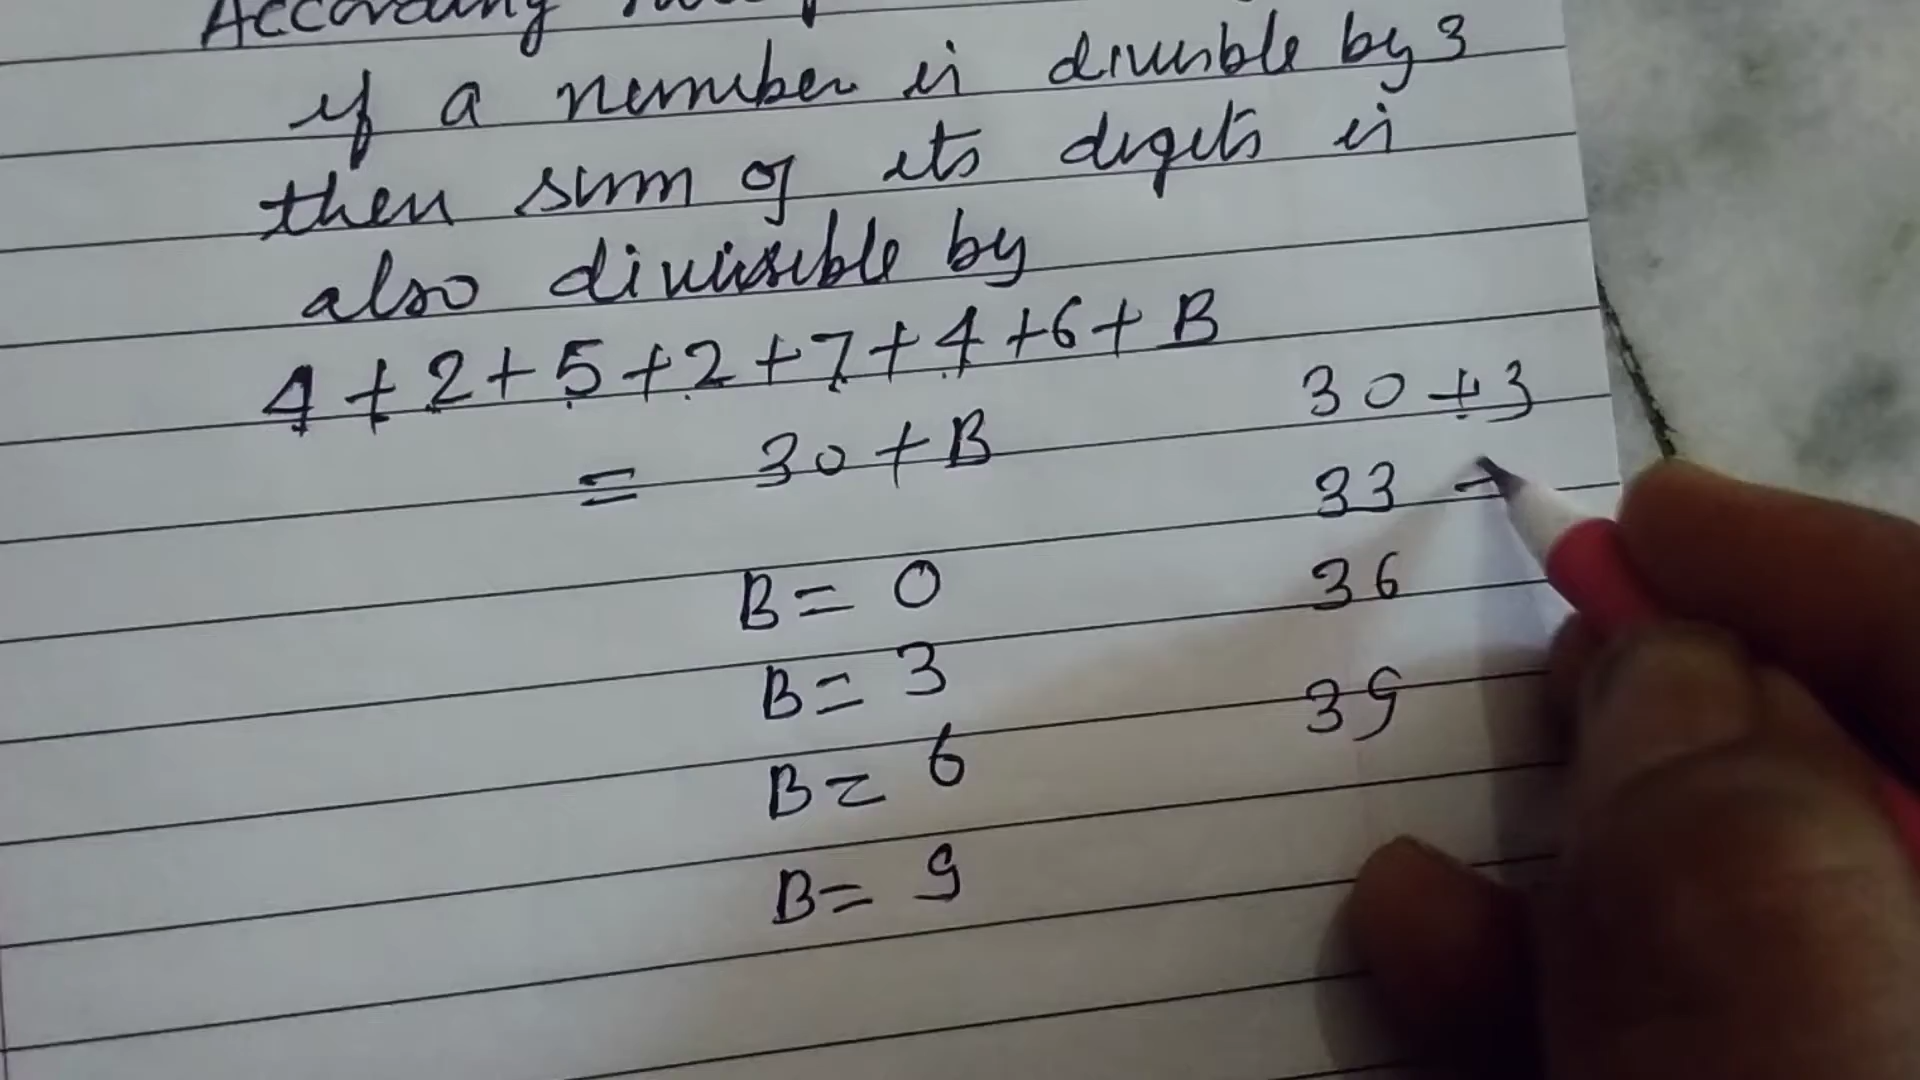 According
if a number is divisible by 3
then sum of its digits is
also divisible by
4+2+5+2+7+4+6+B
= 30+B
30+3
33 -
B= 0
36
B= 3
39
B= 6
B= 9